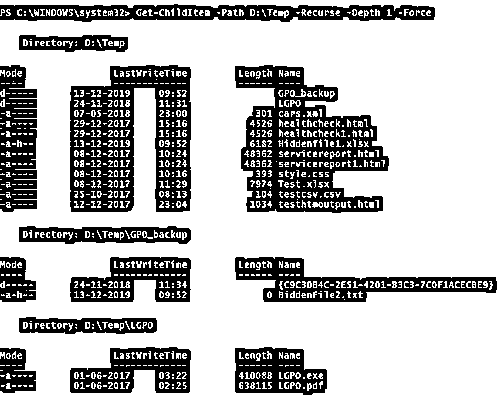 PS C:\WINDOWS\system32> Get-ChildItem -Path D:\Temp -Recurse -Depth 1 -Force
Directory: D:\Temp
Mode LastWriteTime Length Name
---- ------------- ------ ----
d----- 13-12-2019 09:52 GPO_backup
d----- 24-11-2018 11:31 LGPO
-a---- 07-05-2018 23:00 301 cars.xml
-a---- 29-12-2017 15:16 4526 healthcheck.html
-a---- 29-12-2017 15:16 4526 healthcheck1.html
-a-h-- 13-12-2019 09:52 6182 Hiddenfile1.xlsx
-a---- 08-12-2017 10:24 48362 servicereport.html
-a---- 08-12-2017 10:24 48362 servicereport1.html
-a---- 08-12-2017 10:16 393 style.css
-a---- 08-12-2017 11:29 7974 Test.xlsx
-a---- 25-10-2017 08:13 104 testcsv.csv
-a---- 12-12-2017 23:04 1034 testhtmoutput.html
Directory: D:\Temp\GPO_backup
Mode LastWriteTime Length Name
---- ------------- ------ ----
d----- 24-11-2018 11:34 {C9C30B4C-2E51-4201-B3C3-7C0F1ACECBE9}
-a-h-- 13-12-2019 09:52 0 Hiddenfile2.txt
Directory: D:\Temp\LGPO
Mode LastWriteTime Length Name
---- ------------- ------ ----
-a---- 01-06-2017 03:22 410088 LGPO.exe
-a---- 01-06-2017 02:25 638115 LGPO.pdf